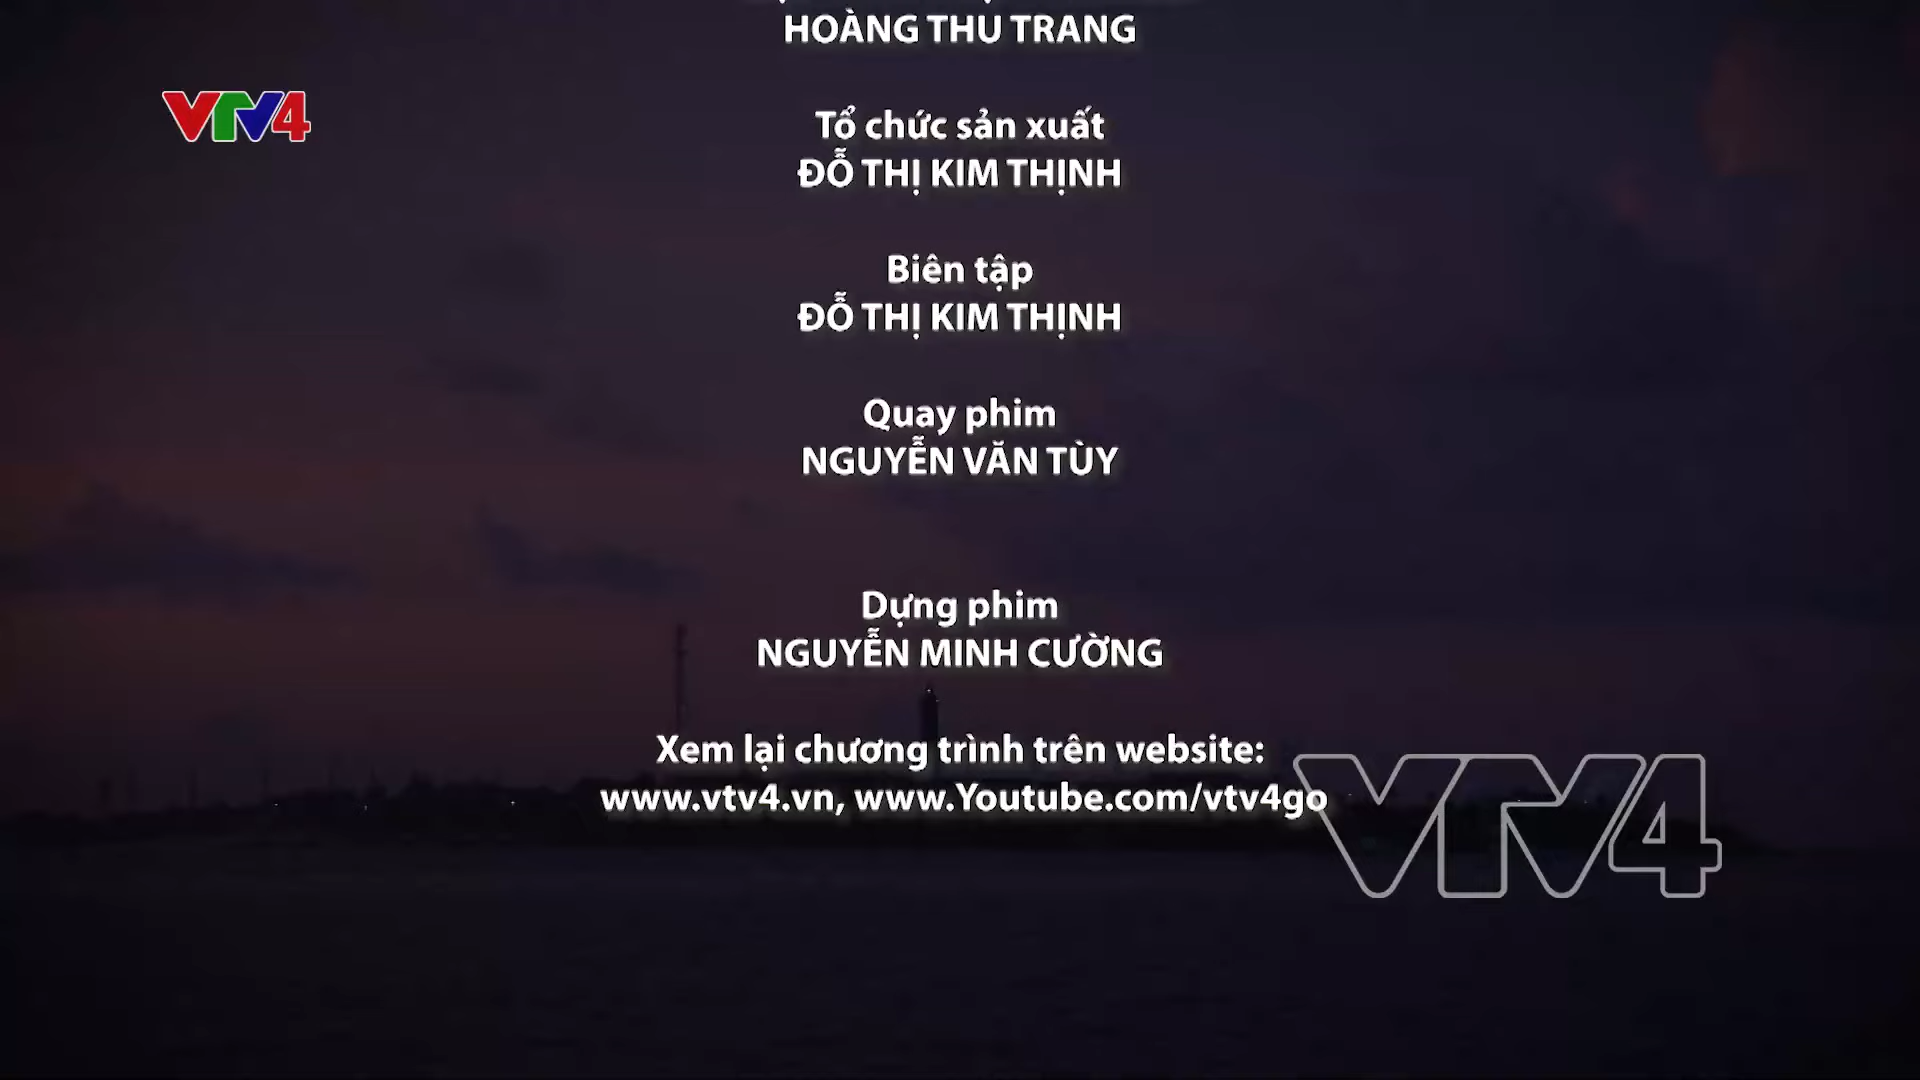 HOÀNG THU TRANG
VTV4
Tổ chức sản xuất
ĐỖ THỊ KIM THỊNH
Biên tập
ĐỖ THỊ KIM THỊNH
Quay phim
NGUYỄN VĂN TÙY
Dựng phim
NGUYỄN MINH CƯỜNG
Xem lại chương trình trên website:
www.vtv4.vn, www.Youtube.com/vtv4go
VTV4